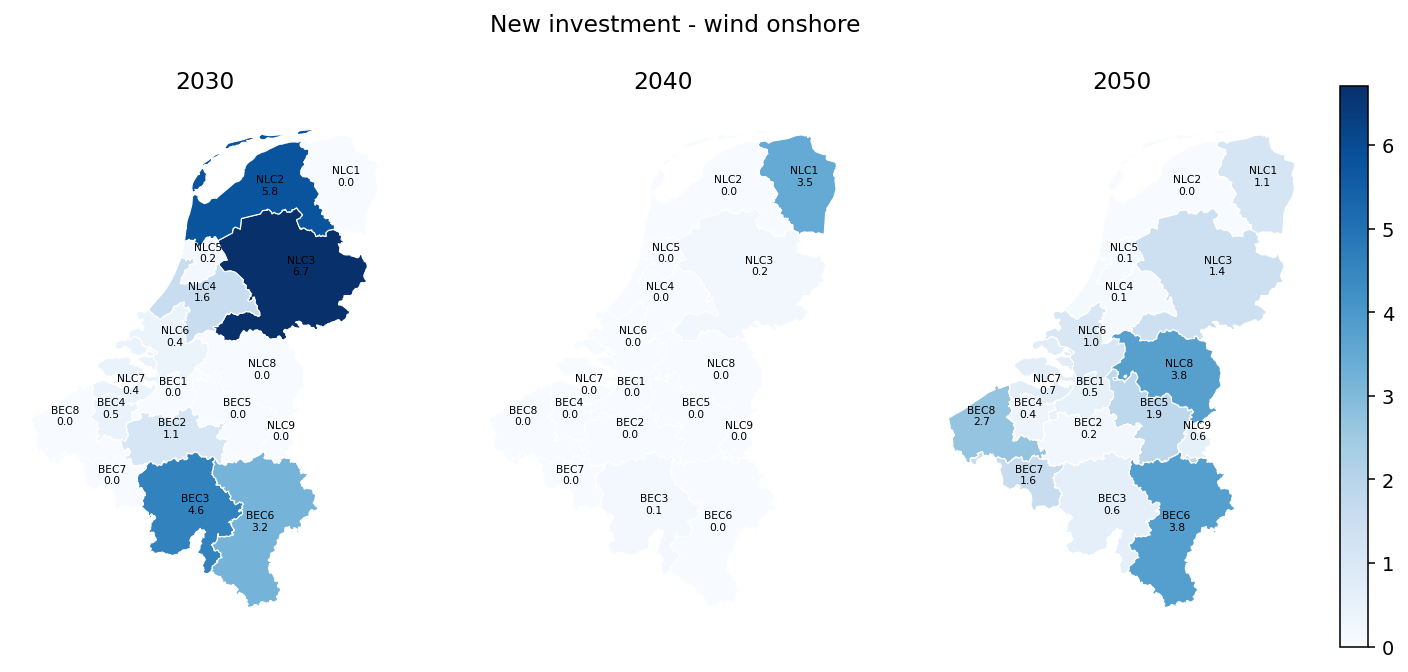 New investment - wind onshore
2030
NLC1
0.0
NLC2
5.8
NLC5
0.2
NLC3
6.7
NLC4
1.6
NLC6
0.4
NLC8
0.0
NLC7
0.4
BEC1
0.0
BEC4
0.5
BEC5
0.0
BEC8
0.0
BEC2
1.1
NLC9
0.0
BEC7
0.0
BEC3
4.6
BEC6
3.2
2040
NLC1
3.5
NLC2
0.0
NLC5
0.0
NLC3
0.2
NLC4
0.0
NLC6
0.0
NLC8
0.0
NLC7
0.0
BEC1
0.0
BEC4
0.0
BEC5
0.0
BEC8
0.0
BEC2
0.0
NLC9
0.0
BEC7
0.0
BEC3
0.1
BEC6
0.0
2050
NLC1
1.1
NLC2
0.0
NLC5
0.1
NLC3
1.4
NLC4
0.1
NLC6
1.0
NLC8
3.8
NLC7
0.7
BEC1
0.5
BEC4
0.4
BEC5
1.9
BEC8
2.7
BEC2
0.2
NLC9
0.6
BEC7
1.6
BEC3
0.6
BEC6
3.8
6
5
4
3
2
1
0